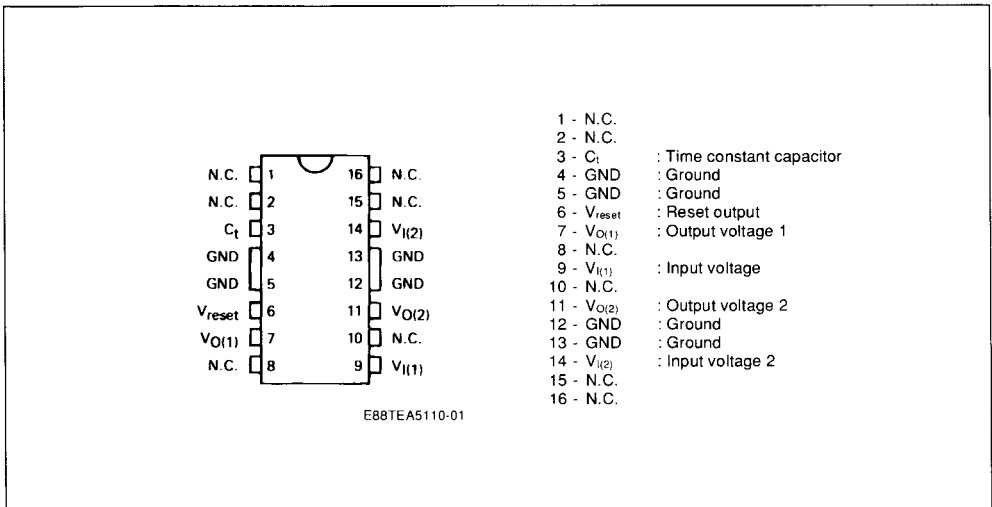 N.C. 1 16 N.C.
N.C. 2 15 N.C.
Ct 3 14 VI(2)
GND 4 13 GND
GND 5 12 GND
Vreset 6 11 VO(2)
VO(1) 7 10 N.C.
N.C. 8 9 VI(1)
E88TEA5110-01
1 - N.C.
2 - N.C.
3 - Ct : Time constant capacitor
4 - GND : Ground
5 - GND : Ground
6 - Vreset : Reset output
7 - VO(1) : Output voltage 1
8 - N.C.
9 - VI(1) : Input voltage
10 - N.C.
11 - VO(2) : Output voltage 2
12 - GND : Ground
13 - GND : Ground
14 - VI(2) : Input voltage 2
15 - N.C.
16 - N.C.